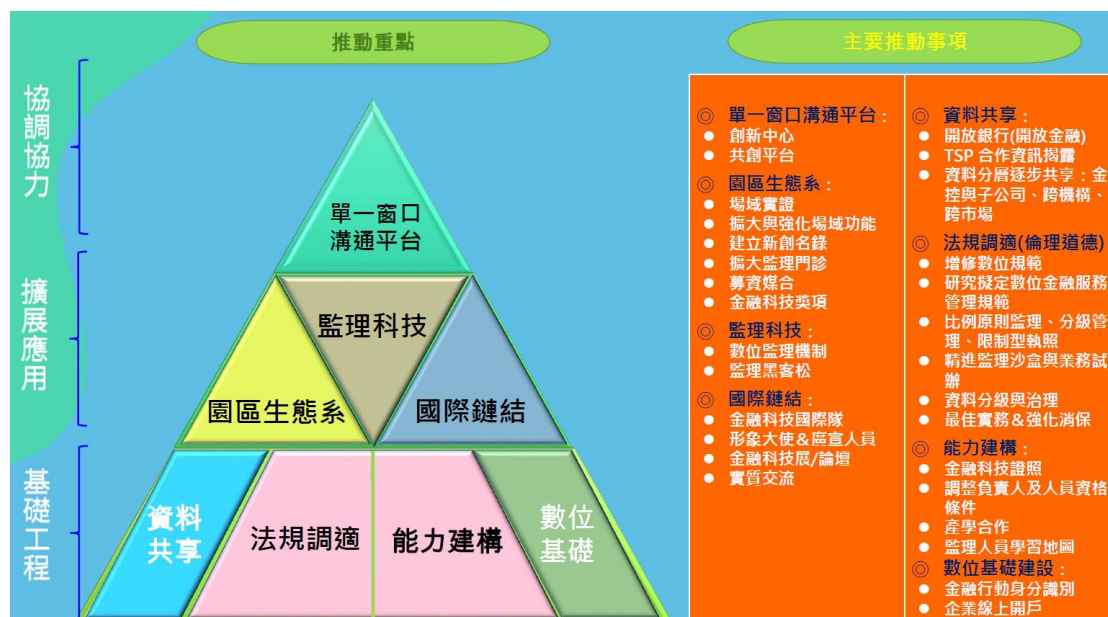 推動重點
主要推動事項
協調協力
擴展應用
基礎工程
單一窗口
溝通平台
監理科技
園區生態系
國際鏈結
資料
共享
法規調適
能力建構
數位
基礎
◎ 單一窗口溝通平台：
● 創新中心
● 共創平台
◎ 園區生態系：
● 場域實證
● 擴大與強化場域功能
● 建立新創名錄
● 擴大監理門診
● 募資媒合
● 金融科技獎項
◎ 監理科技：
● 數位監理機制
● 監理黑客松
◎ 國際鏈結：
● 金融科技國際隊
● 形象大使＆廣宣人員
● 金融科技展/論壇
● 實質交流
◎ 資料共享：
● 開放銀行(開放金融)
● TSP 合作資訊揭露
● 資料分層逐步共享：金
控與子公司、跨機構、
跨市場
◎ 法規調適(倫理道德)
● 增修數位規範
● 研究擬定數位金融服務
管理規範
● 比例原則監理、分級管
理、限制型執照
● 精進監理沙盒與業務試
辦
● 資料分級與治理
● 最佳實務＆強化消保
◎ 能力建構：
● 金融科技證照
● 調整負責人及人員資格
條件
● 產學合作
● 監理人員學習地圖
◎ 數位基礎建設：
● 金融行動身分識別
● 企業線上開戶